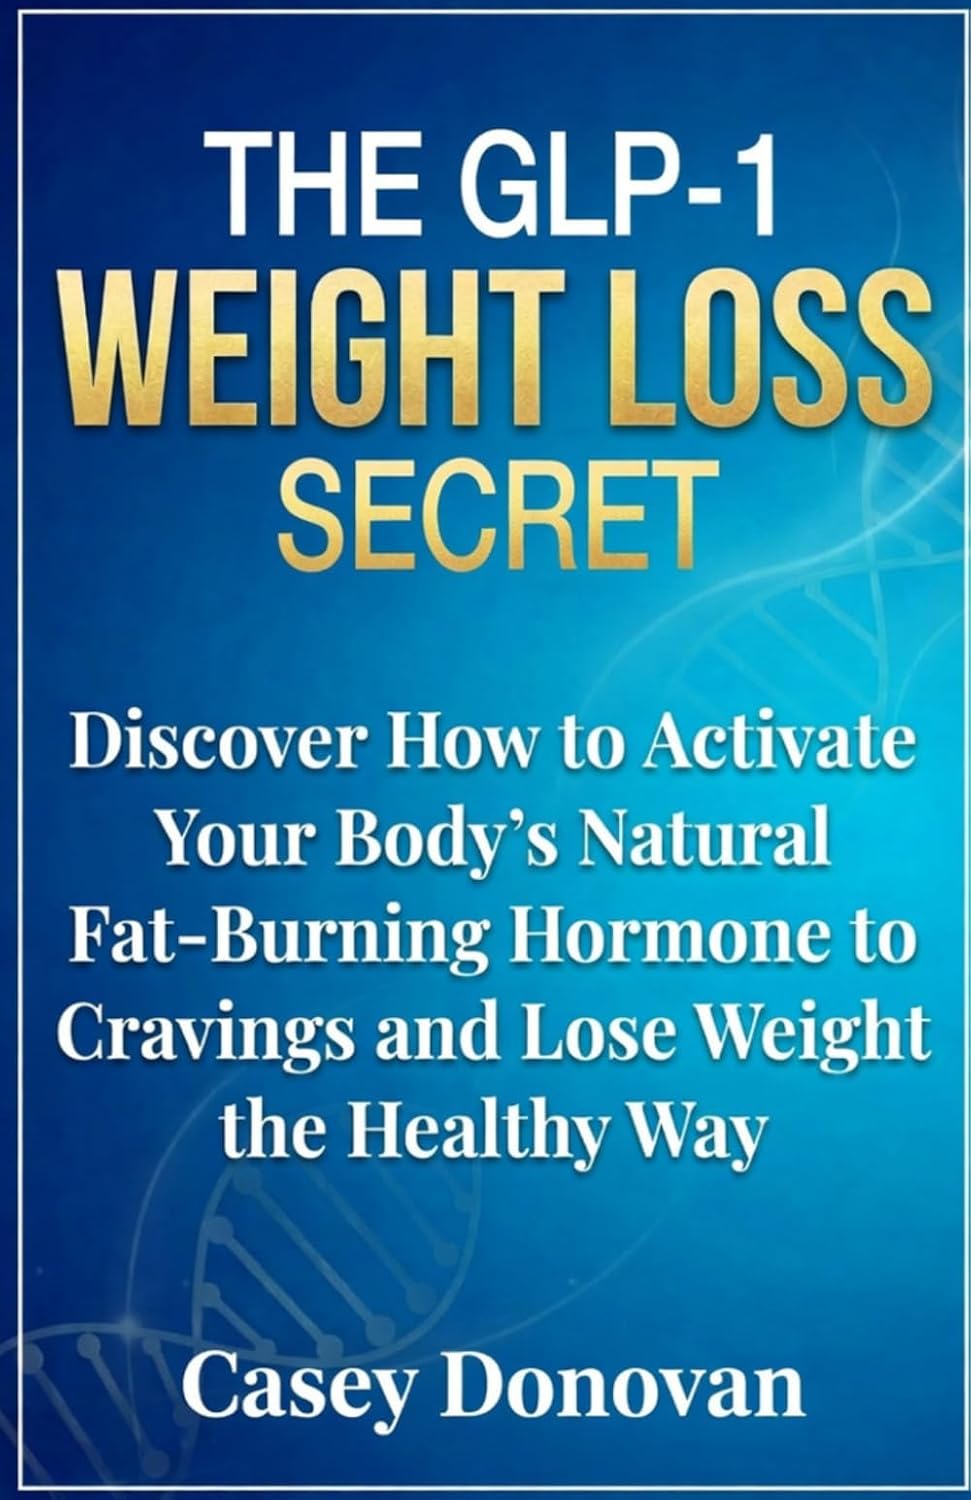 THE GLP-1
WEIGHT LOSS
SECRET
Discover How to Activate
Your Body’s Natural
Fat-Burning Hormone to
Cravings and Lose Weight
the Healthy Way
Casey Donovan